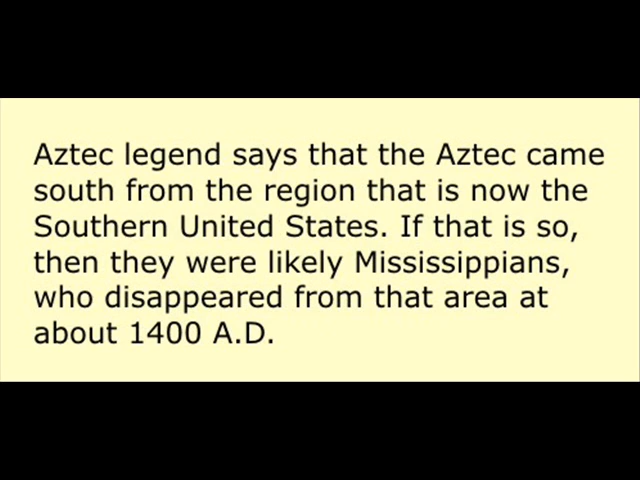 Aztec legend says that the Aztec came
south from the region that is now the
Southern United States. If that is so,
then they were likely Mississippians,
who disappeared from that area at
about 1400 A.D.